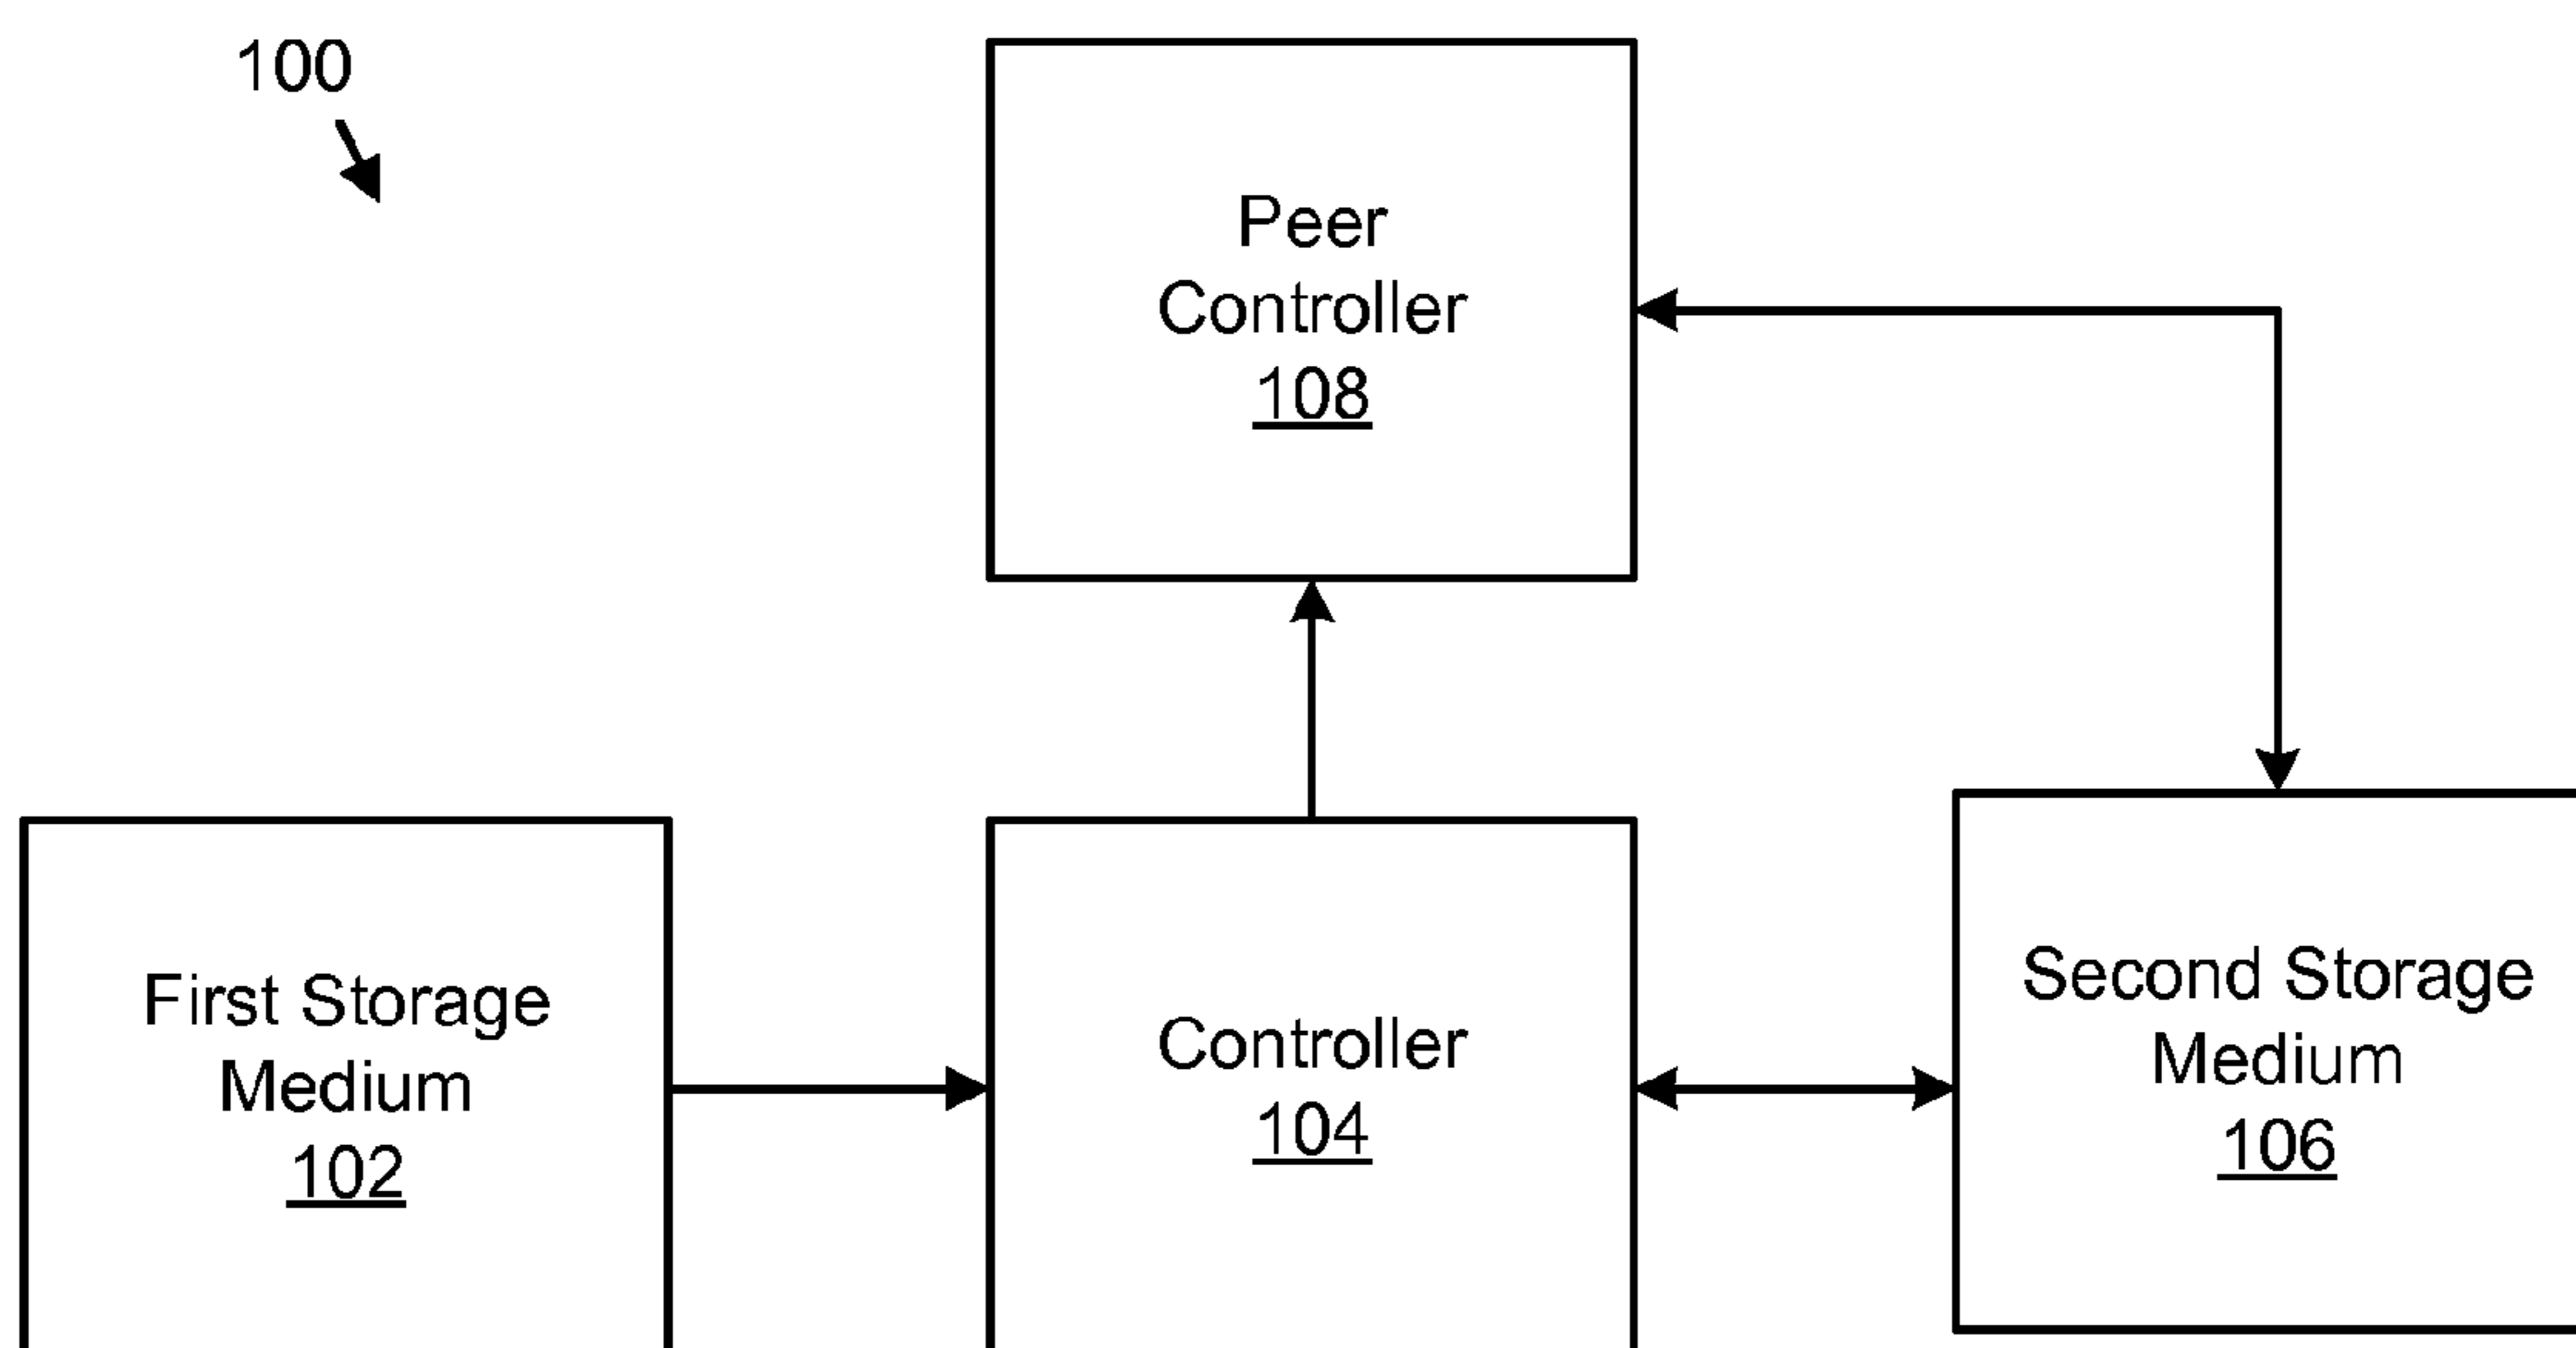 100
Peer
Controller
108
First Storage
Medium
102
Controller
104
Second Storage
Medium
106